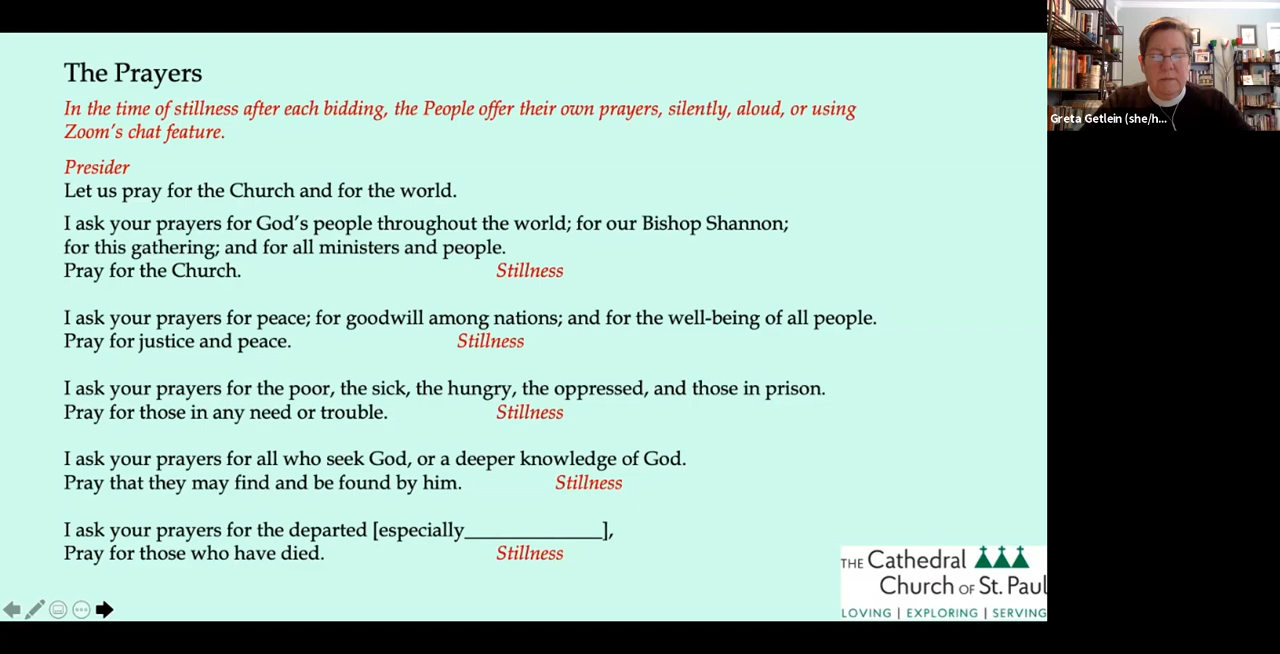 The Prayers
In the time of stillness after each bidding, the People offer their own prayers, silently, aloud, or using
Zoom's chat feature.
Presider
Let us pray for the Church and for the world.
I ask your prayers for God's people throughout the world; for our Bishop Shannon;
for this gathering; and for all ministers and people.
Pray for the Church. Stillness
I ask your prayers for peace; for goodwill among nations; and for the well-being of all people.
Pray for justice and peace. Stillness
I ask your prayers for the poor, the sick, the hungry, the oppressed, and those in prison.
Pray for those in any need or trouble. Stillness
I ask your prayers for all who seek God, or a deeper knowledge of God.
Pray that they may find and be found by him. Stillness
I ask your prayers for the departed [especially______________],
Pray for those who have died. Stillness
THE Cathedral
Church OF St. Paul
LOVING | EXPLORING | SERVING
Greta Getlein (she/h...